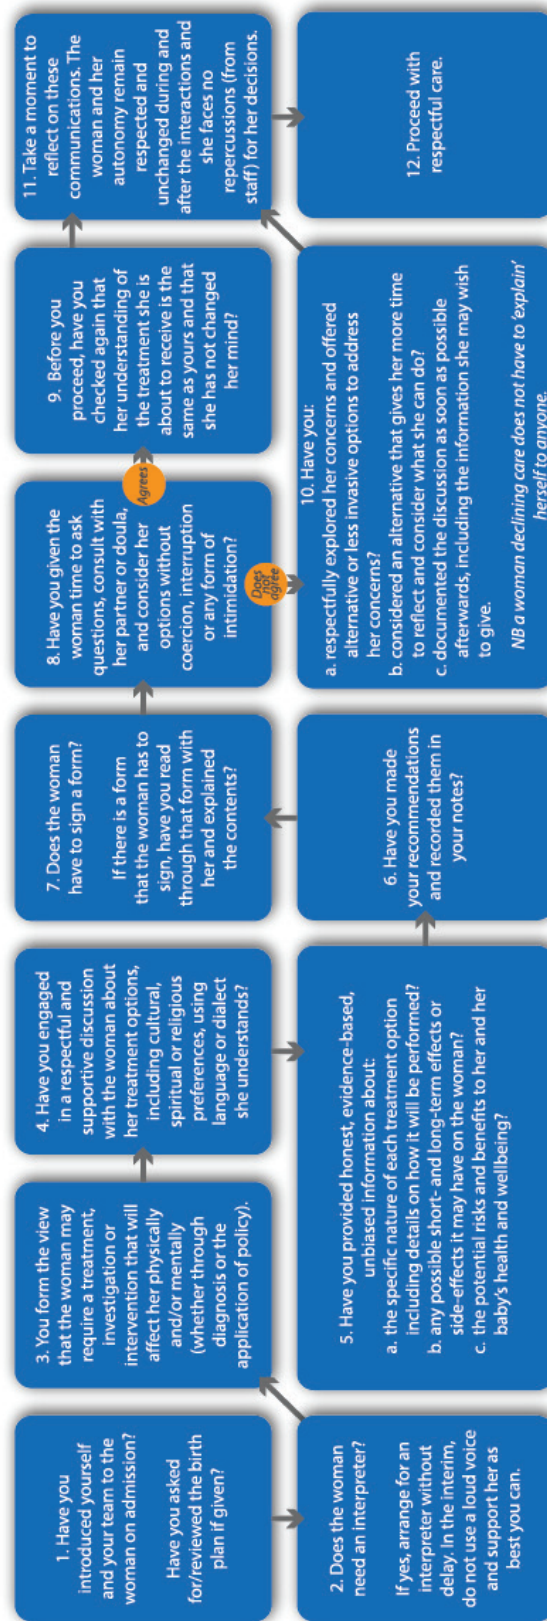 1. Have you
introduced yourself
and your team to the
woman on admission?
Have you asked
for/reviewed the birth
plan if given?
2. Does the woman
need an interpreter?
If yes, arrange for an
interpreter without
delay. In the interim,
do not use a loud voice
and support her as
best you can.
3. You form the view
that the woman may
require a treatment,
investigation or
intervention that will
affect her physically
and/or mentally
(whether through
diagnosis or the
application of policy).
4. Have you engaged
in a respectful and
supportive discussion
with the woman about
her treatment options,
including cultural,
spiritual or religious
preferences, using
language or dialect
she understands?
5. Have you provided honest, evidence-based,
unbiased information about:
a. the specific nature of each treatment option
including details on how it will be performed?
b. any possible short- and long-term effects or
side-effects it may have on the woman?
c. the potential risks and benefits to her and her
baby's health and wellbeing?
6. Have you made
your recommendations
and recorded them in
your notes?
7. Does the woman
have to sign a form?
If there is a form
that the woman has to
sign, have you read
through that form with
her and explained
the contents?
8. Have you given the
woman time to ask
questions, consult with
her partner or doula,
and consider her
options without
coercion, interruption
or any form of
intimidation?
Agrees
Does
not
agree
9. Before you
proceed, have you
checked again that
her understanding of
the treatment she is
about to receive is the
same as yours and that
she has not changed
her mind?
10. Have you:
a. respectfully explored her concerns and offered
alternative or less invasive options to address
her concerns?
b. considered an alternative that gives her more time
to reflect and consider what she can do?
c. documented the discussion as soon as possible
afterwards, including the information she may wish
to give.
NB a woman declining care does not have to 'explain'
herself to anyone.
11. Take a moment to
reflect on these
communications. The
woman and her
autonomy remain
respected and
unchanged during and
after the interactions and
she faces no
repercussions (from
staff) for her decisions.
12. Proceed with
respectful care.